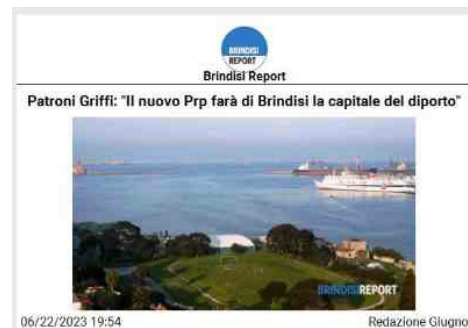 BRINDISI
REPORT
Brindisi Report
Patroni Griffi: "Il nuovo Prp farà di Brindisi la capitale del diporto"
BRINDISIREPORT
06/22/2023 19:54
Redazione Giugno